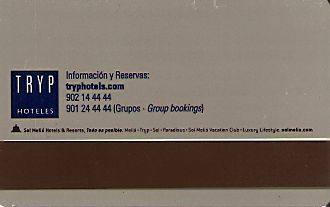 TRYP
HOTELES
Información y Reservas:
tryphotels.com
902 14 44 44
901 24 44 44 (Grupos - Group bookings)
Sol Meliá Hotels & Resorts, Todo es posible. Meliá · Tryp · Sol · Paradisus · Sol Meliá Vacation Club · Luxury Lifestyle. solmelia.com